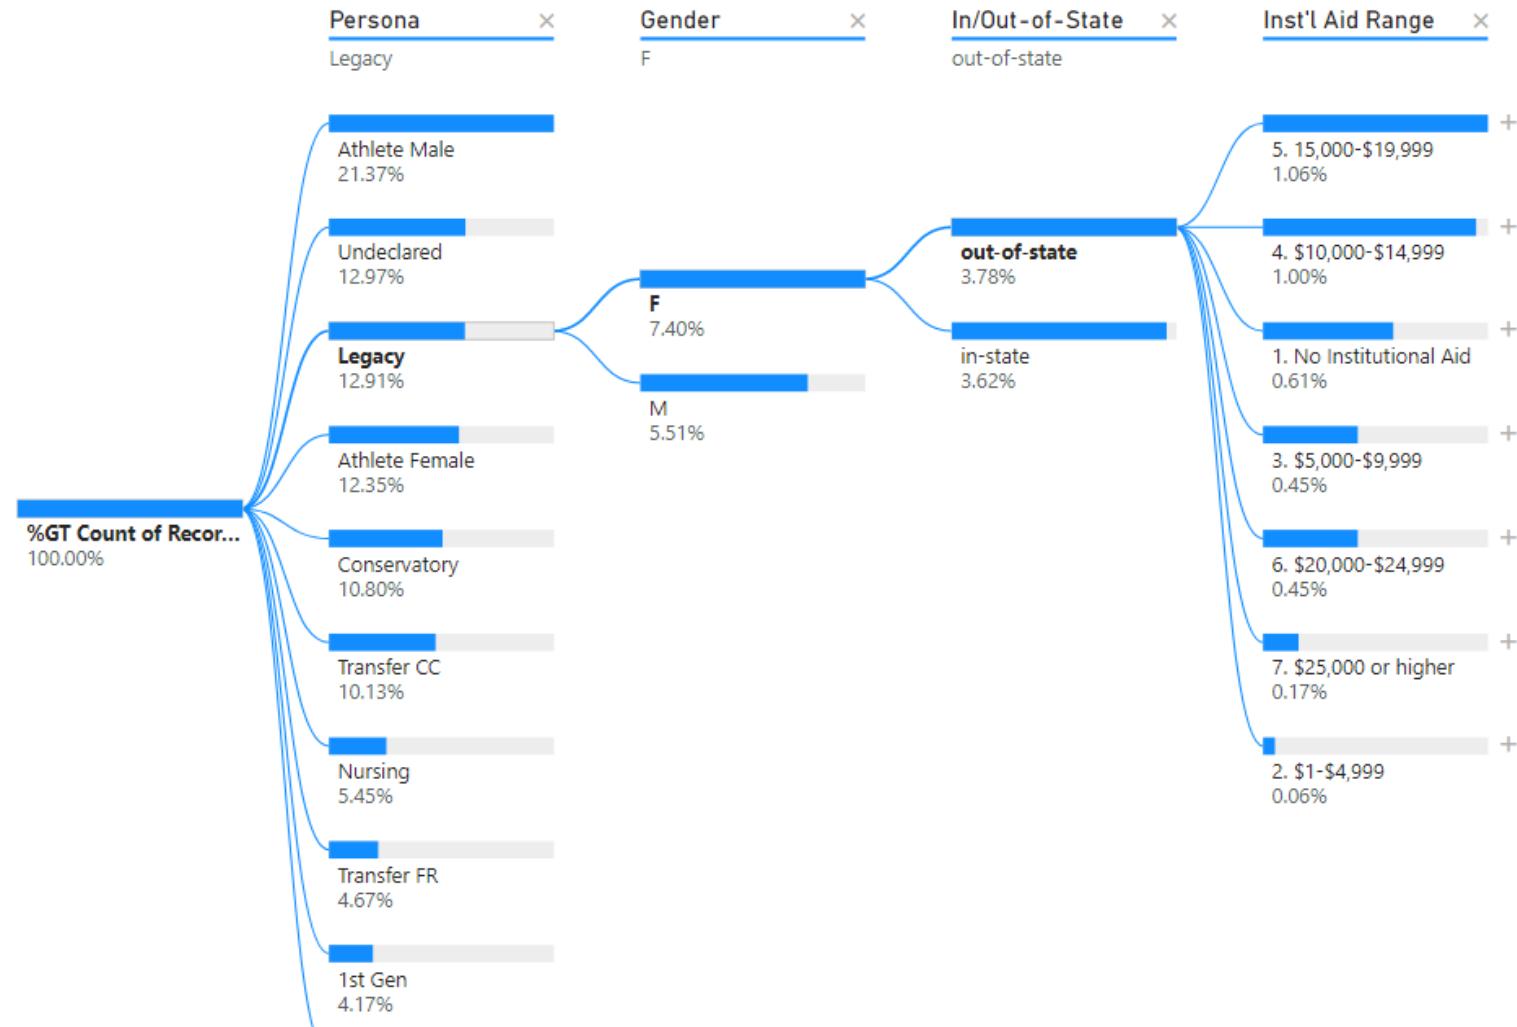 Persona ×
Legacy
Gender ×
F
In/Out-of-State ×
out-of-state
Inst'l Aid Range ×
%GT Count of Recor...
100.00%
Athlete Male
21.37%
Undeclared
12.97%
Legacy
12.91%
Athlete Female
12.35%
Conservatory
10.80%
Transfer CC
10.13%
Nursing
5.45%
Transfer FR
4.67%
1st Gen
4.17%
F
7.40%
M
5.51%
out-of-state
3.78%
in-state
3.62%
5. 15,000-$19,999 +
1.06%
4. $10,000-$14,999 +
1.00%
1. No Institutional Aid +
0.61%
3. $5,000-$9,999 +
0.45%
6. $20,000-$24,999 +
0.45%
7. $25,000 or higher +
0.17%
2. $1-$4,999 +
0.06%